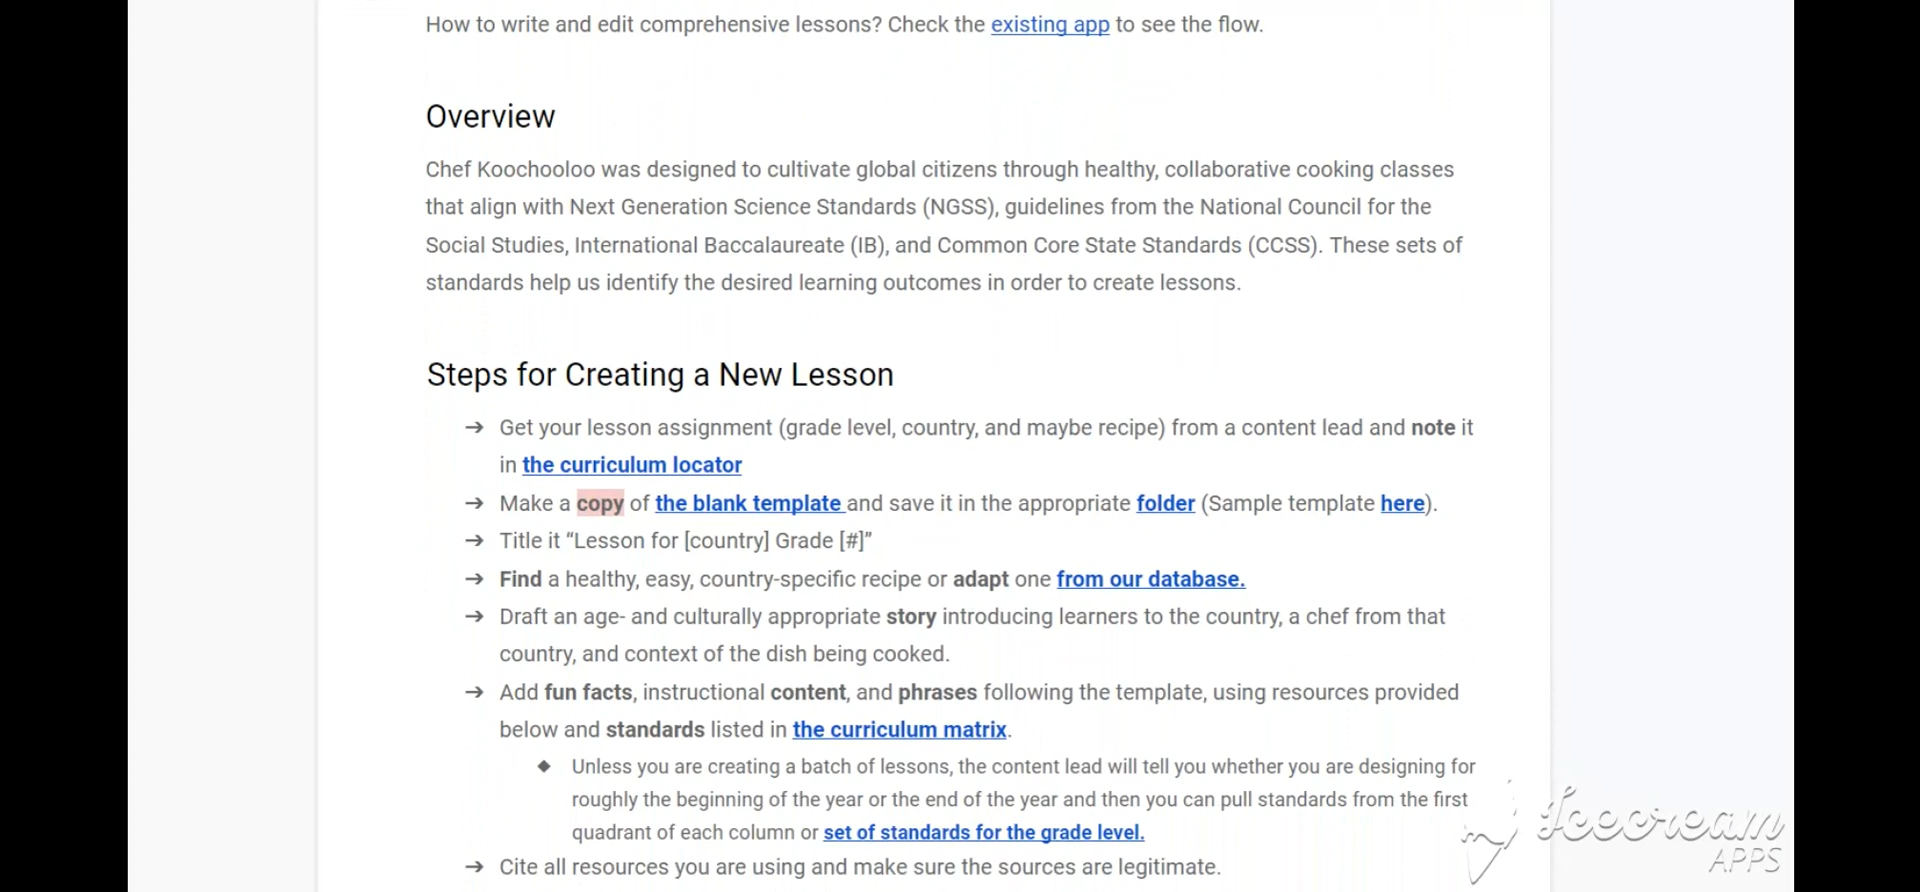 How to write and edit comprehensive lessons? Check the existing app to see the flow.
Overview
Chef Koochooloo was designed to cultivate global citizens through healthy, collaborative cooking classes
that align with Next Generation Science Standards (NGSS), guidelines from the National Council for the
Social Studies, International Baccalaureate (IB), and Common Core State Standards (CCSS). These sets of
standards help us identify the desired learning outcomes in order to create lessons.
Steps for Creating a New Lesson
➔ Get your lesson assignment (grade level, country, and maybe recipe) from a content lead and note it
in the curriculum locator
➔ Make a copy of the blank template and save it in the appropriate folder (Sample template here).
➔ Title it “Lesson for [country] Grade [#]”
➔ Find a healthy, easy, country-specific recipe or adapt one from our database.
➔ Draft an age- and culturally appropriate story introducing learners to the country, a chef from that
country, and context of the dish being cooked.
➔ Add fun facts, instructional content, and phrases following the template, using resources provided
below and standards listed in the curriculum matrix.
◆ Unless you are creating a batch of lessons, the content lead will tell you whether you are designing for
roughly the beginning of the year or the end of the year and then you can pull standards from the first
quadrant of each column or set of standards for the grade level.
➔ Cite all resources you are using and make sure the sources are legitimate.
Icecream
APPS